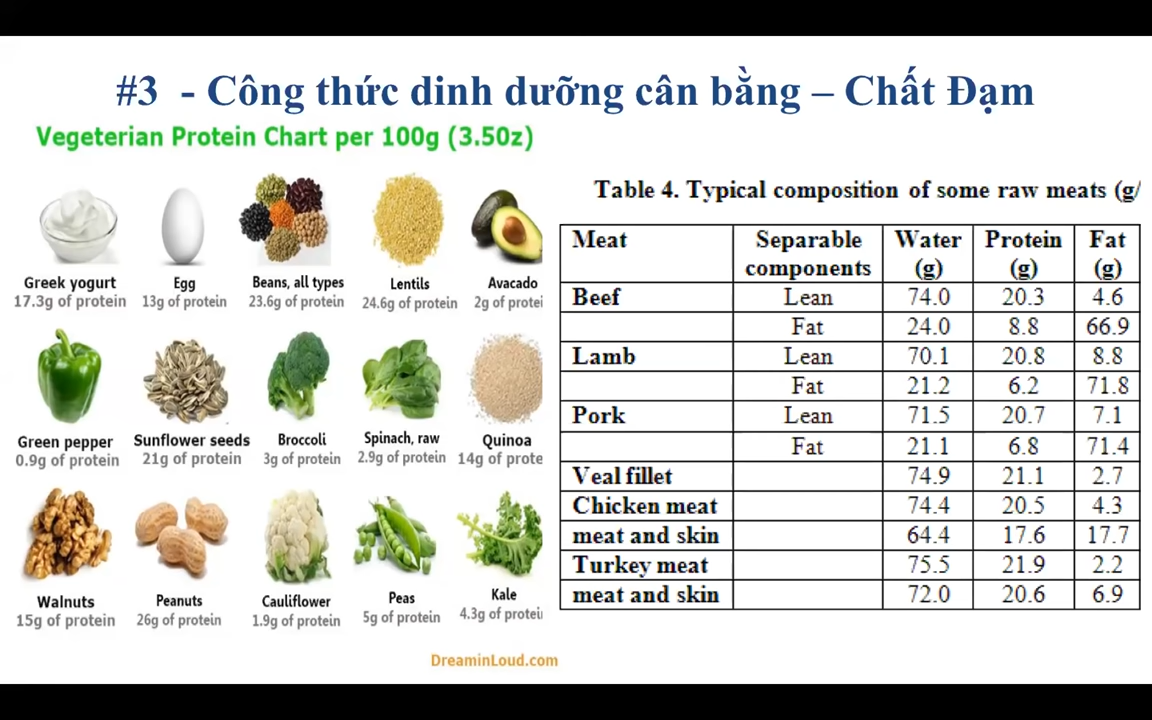 #3 - Công thức dinh dưỡng cân bằng – Chất Đạm
Vegeterian Protein Chart per 100g (3.50z)
Greek yogurt
17.3g of protein
Egg
13g of protein
Beans, all types
23.6g of protein
Lentils
24.6g of protein
Avacado
2g of protei
Green pepper
0.9g of protein
Sunflower seeds
21g of protein
Broccoli
3g of protein
Spinach, raw
2.9g of protein
Quinoa
14g of prote
Walnuts
15g of protein
Peanuts
26g of protein
Cauliflower
1.9g of protein
Peas
5g of protein
Kale
4.3g of protei
DreaminLoud.com
Table 4. Typical composition of some raw meats (g/
Meat Separable components Water (g) Protein (g) Fat (g)
Beef Lean 74.0 20.3 4.6
Fat 24.0 8.8 66.9
Lamb Lean 70.1 20.8 8.8
Fat 21.2 6.2 71.8
Pork Lean 71.5 20.7 7.1
Fat 21.1 6.8 71.4
Veal fillet 74.9 21.1 2.7
Chicken meat 74.4 20.5 4.3
meat and skin 64.4 17.6 17.7
Turkey meat 75.5 21.9 2.2
meat and skin 72.0 20.6 6.9